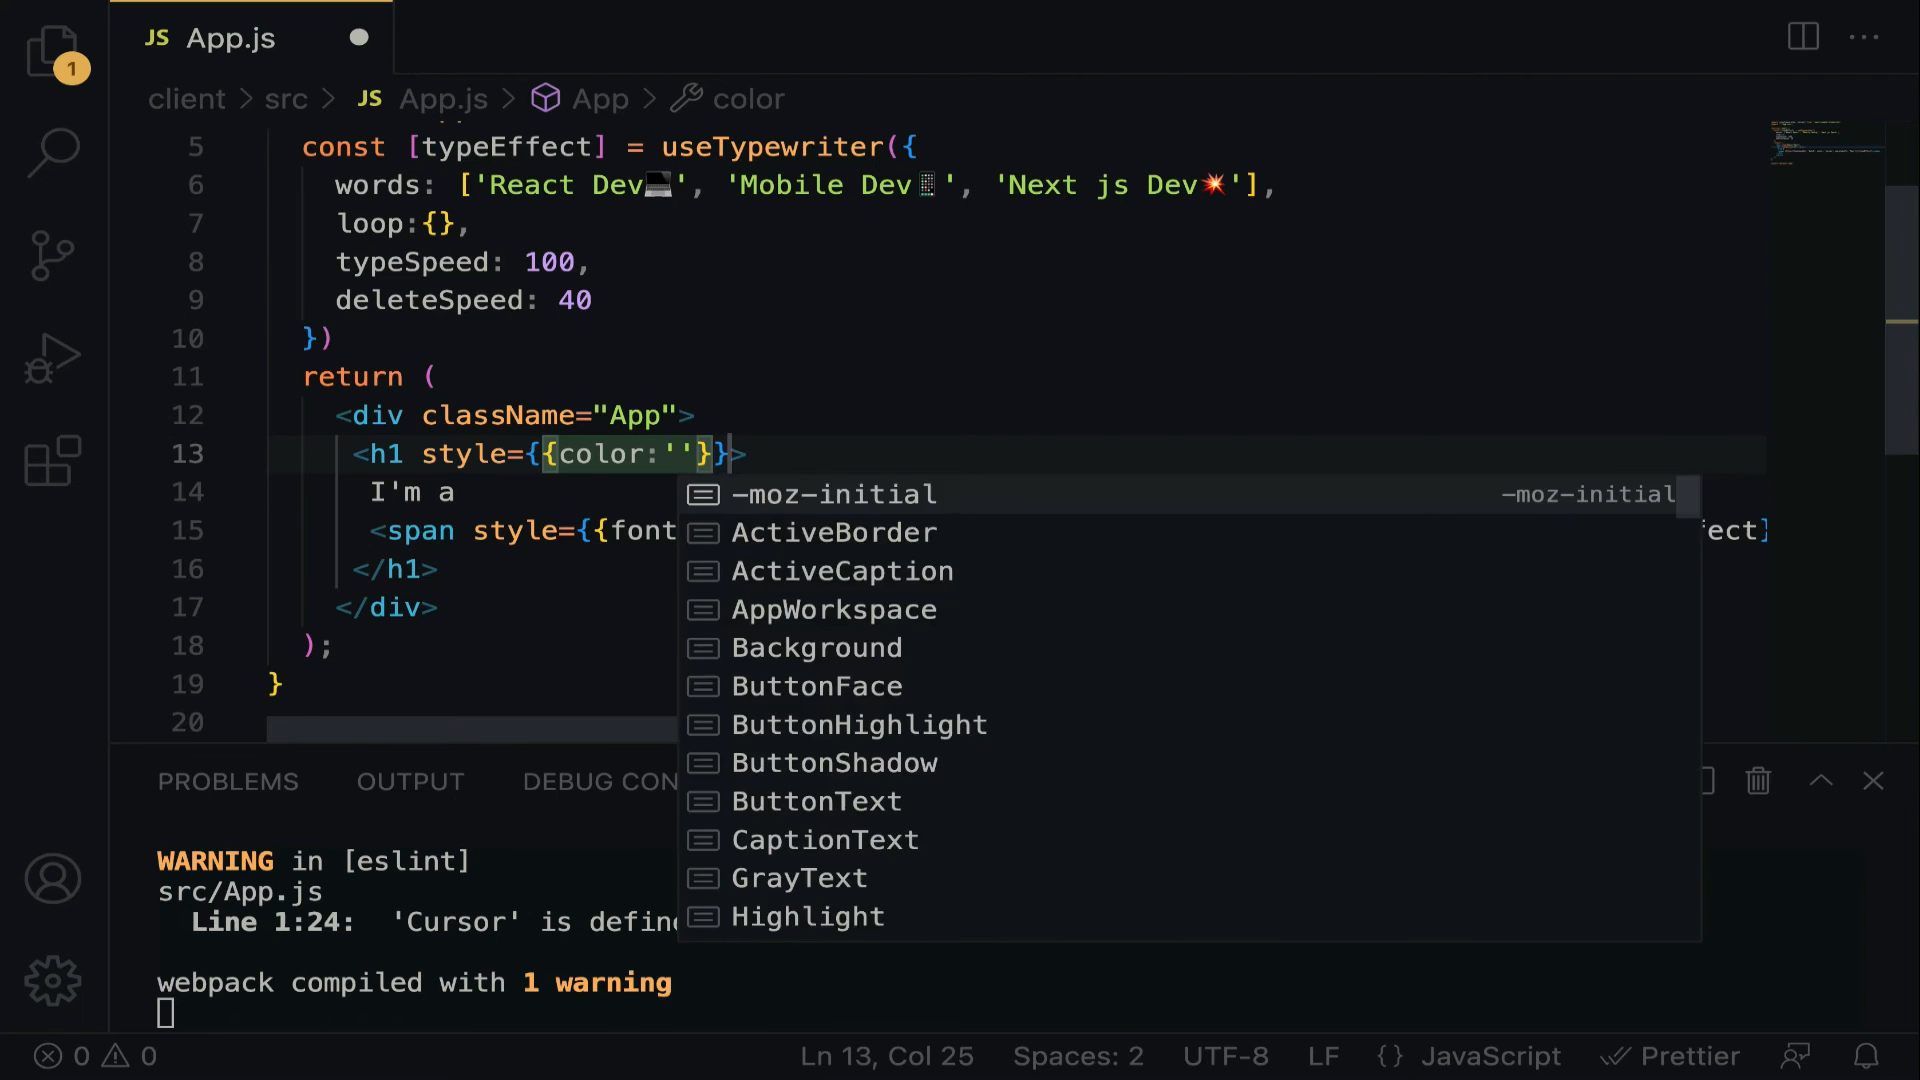 JS App.js
1
client > src > JS App.js > App > color
5 const [typeEffect] = useTypewriter({
6 words: ['React Dev💻', 'Mobile Dev📱', 'Next js Dev💥'],
7 loop:{},
8 typeSpeed: 100,
9 deleteSpeed: 40
10 })
11 return (
12 <div className="App">
13 <h1 style={{color:''}}>
14 I'm a
15 <span style={{font
ect}
16 </h1>
17 </div>
18 );
19 }
20
-moz-initial -moz-initial
ActiveBorder
ActiveCaption
AppWorkspace
Background
ButtonFace
ButtonHighlight
ButtonShadow
ButtonText
CaptionText
GrayText
Highlight
PROBLEMS OUTPUT DEBUG CON
WARNING in [eslint]
src/App.js
Line 1:24: 'Cursor' is define
webpack compiled with 1 warning
0 0 Ln 13, Col 25 Spaces: 2 UTF-8 LF {} JavaScript Prettier